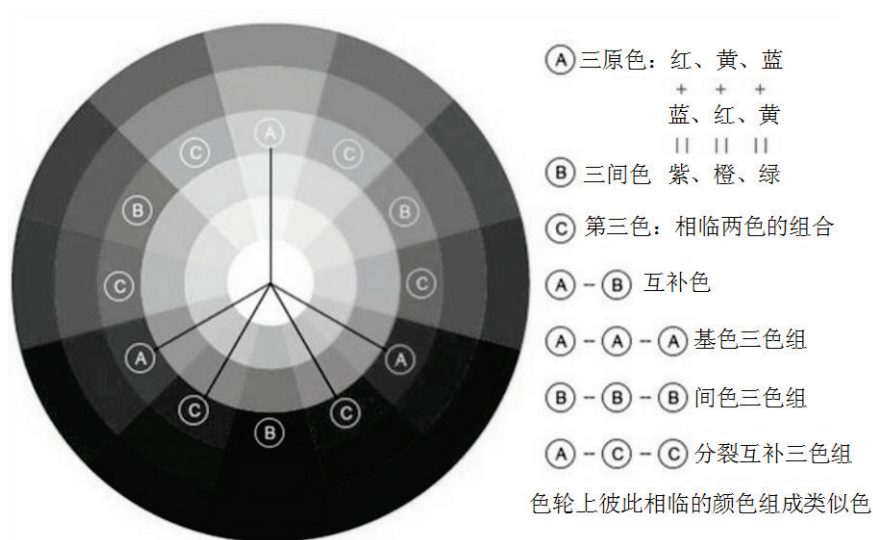 A 三原色：红、黄、蓝
+ + +
蓝、红、黄
|| || ||
B 三间色 紫、橙、绿
C 第三色：相临两色的组合
A -- B 互补色
A -- A -- A 基色三色组
B -- B -- B 间色三色组
A -- C -- C 分裂互补三色组
色轮上彼此相临的颜色组成类似色
A
C
C
B
B
C
C
A
A
C
C
B